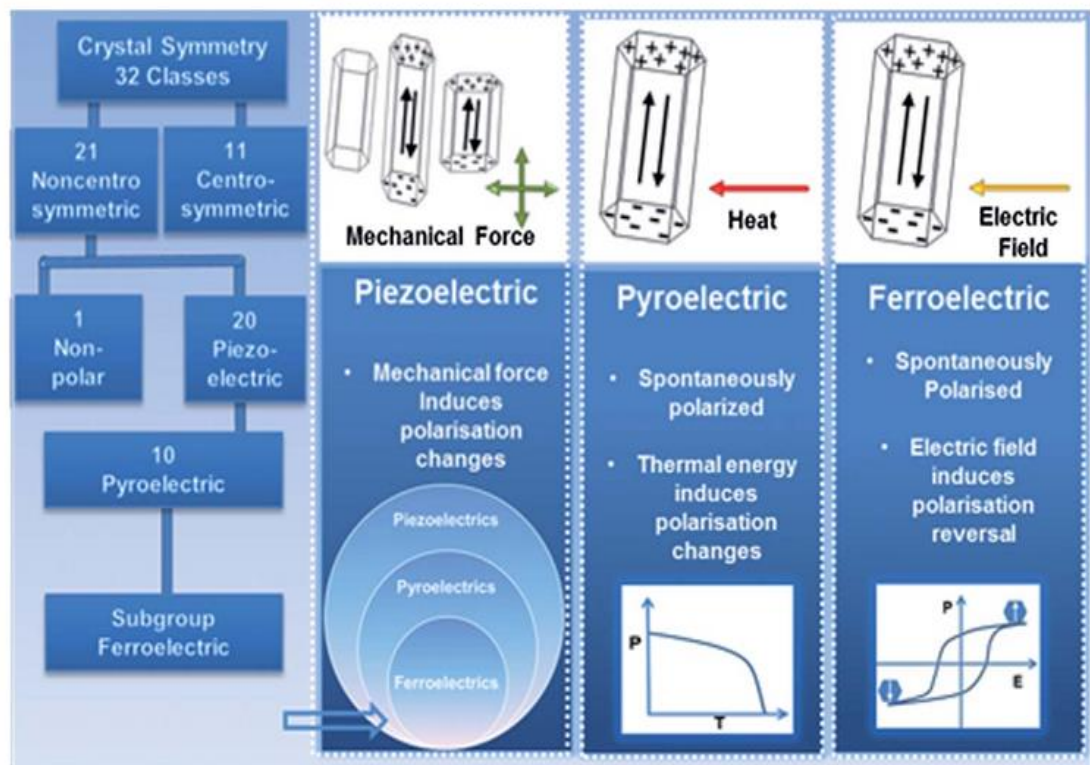 Crystal Symmetry
32 Classes
21
Noncentro
symmetric
11
Centro-
symmetric
1
Non-
polar
20
Piezo-
electric
10
Pyroelectric
Subgroup
Ferroelectric
Mechanical Force
Piezoelectric
• Mechanical force
Induces
polarisation
changes
Piezoelectrics
Pyroelectrics
Ferroelectrics
Heat
Pyroelectric
• Spontaneously
polarized
• Thermal energy
induces
polarisation
changes
P
T
Electric
Field
Ferroelectric
• Spontaneously
Polarised
• Electric field
induces
polarisation
reversal
P
E